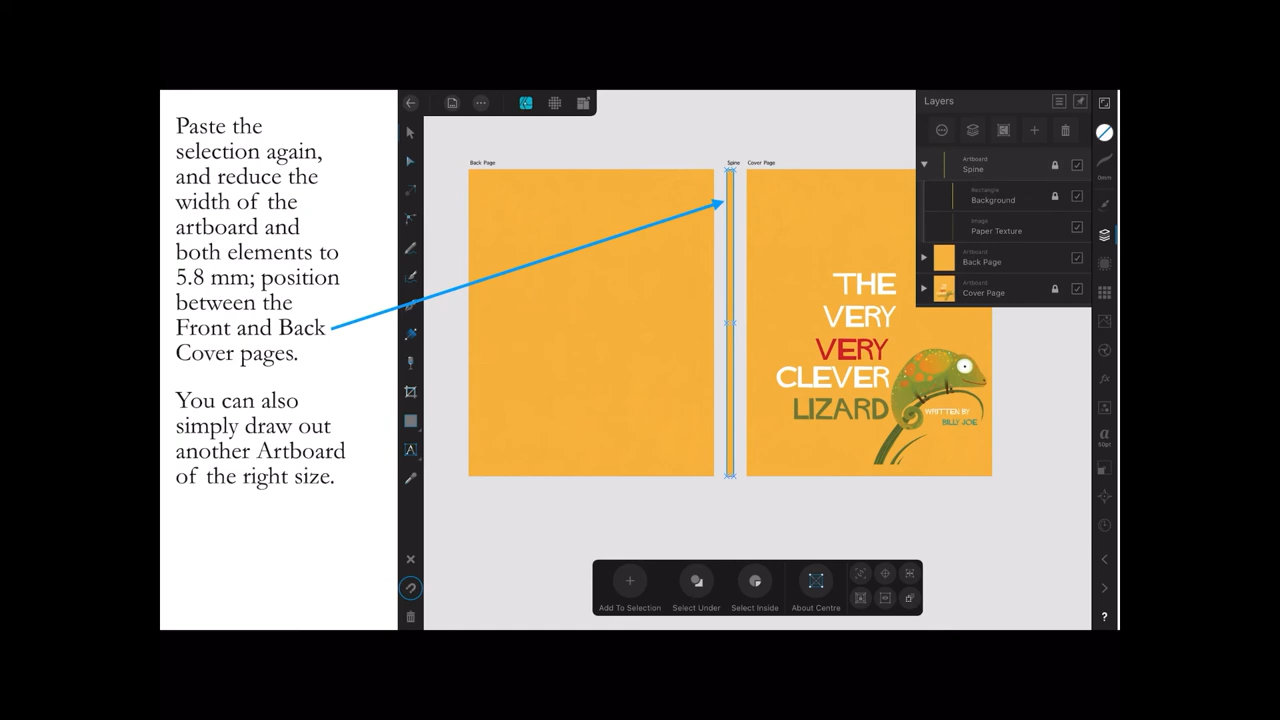 Paste the
selection again,
and reduce the
width of the
artboard and
both elements to
5.8 mm; position
between the
Front and Back
Cover pages.
You can also
simply draw out
another Artboard
of the right size.
Back Page
Spine
Cover Page
THE
VERY
VERY
CLEVER
LIZARD
WRITTEN BY
BILLY JOE
Layers
Artboard
Spine
Rectangle
Background
Image
Paper Texture
Artboard
Back Page
Artboard
Cover Page
0mm
a
90pt
?
Add To Selection
Select Under
Select Inside
About Centre